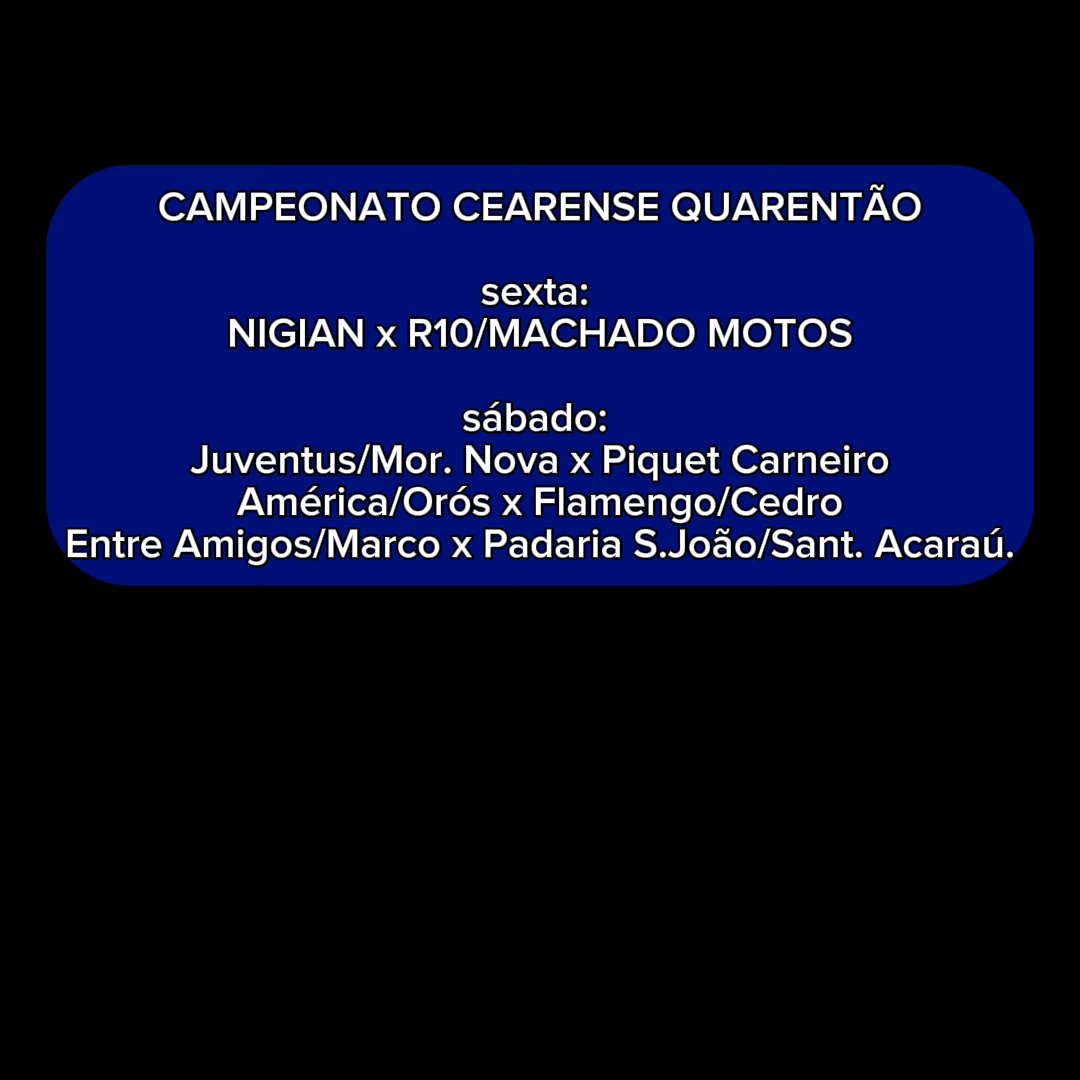 CAMPEONATO CEARENSE QUARENTÃO
sexta:
NIGIAN x R10/MACHADO MOTOS
sábado:
Juventus/Mor. Nova x Piquet Carneiro
América/Orós x Flamengo/Cedro
Entre Amigos/Marco x Padaria S.João/Sant. Acaraú.